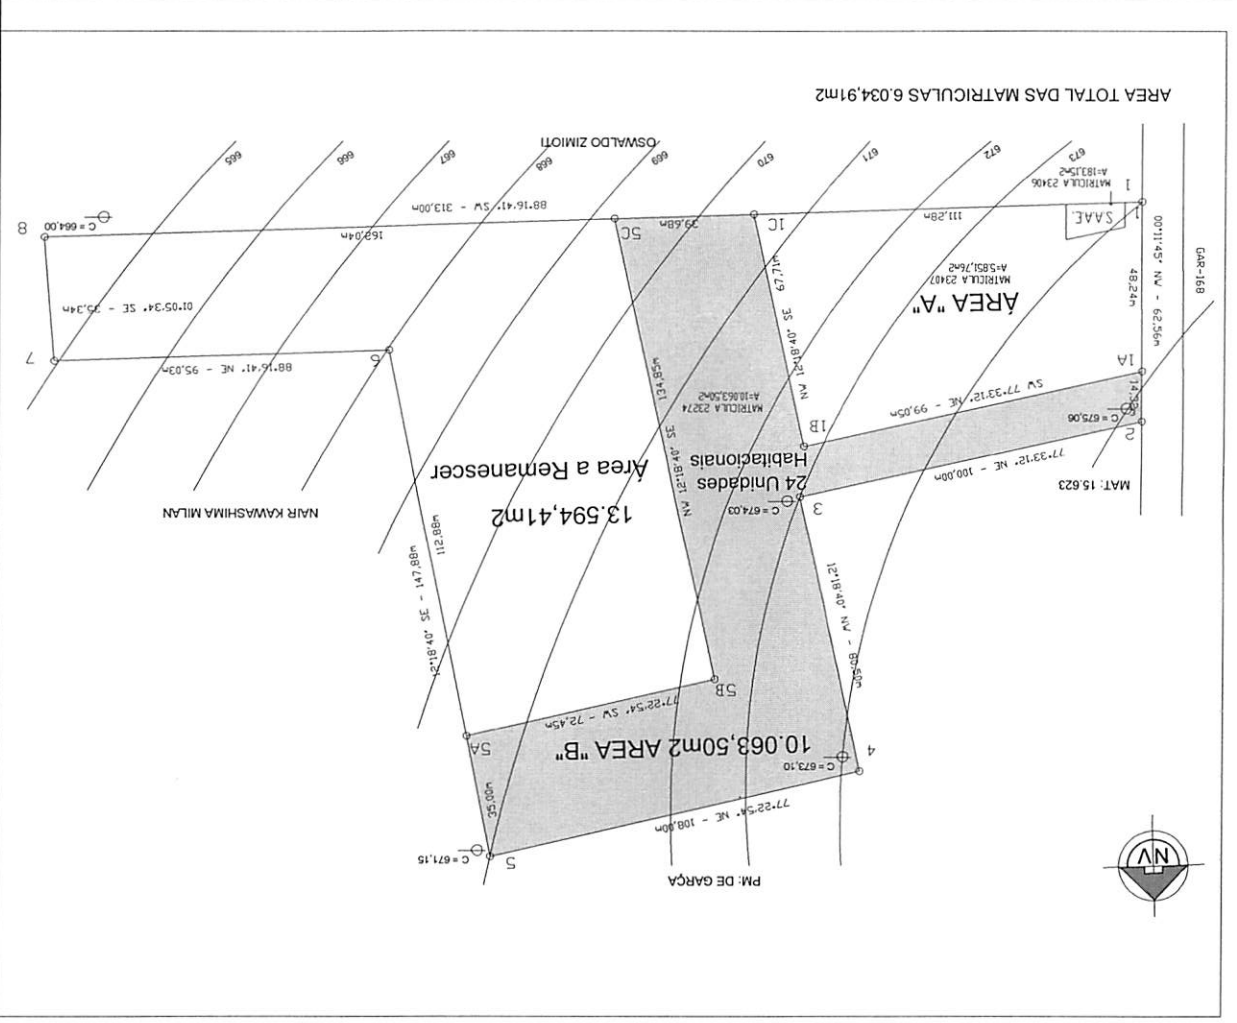 NV
PM: DE GARÇA
5
C = 671,15
77°22'54" NE - 108,00m
35,00m
4
C = 673,10
10.063,50m2 AREA "B"
5A
77°22'54" SW - 72,45m
5B
12°18'40" NW - 80,50m
12°18'40" SE - 147,88m
112,88m
NAIR KAWASHIMA MILAN
13.594,41m2
Área a Remanescer
3
C = 674,03
24 Unidades
Habitacionais
MAT: 15.623
77°33'12" NE - 100,00m
2
1B
C = 675,06
SW 77°33'12" NE - 99,05m
MATRICULA 23274
A=10.063,50m2
NW 12°18'40" SE
134,85m
1A
88°16'41" NE - 95,03m
6
7
NW 12°18'40" SE 67,71m
ÁREA "A"
MATRICULA 23407
A=5.851,76m2
01°05'34" SE - 35,34m
00°11'45" NW - 62,56m
48,24m
GAR-168
S.A.A.E.
1
111,28m
1C
39,68m
5C
162,04m
C = 664,00
8
88°16'41" SW - 313,00m
1
MATRICULA 23406
A=183,15m2
673
672
671
670
669
668
667
666
665
OSWALDO ZIMIOTI
AREA TOTAL DAS MATRICULAS 6.034,91m2